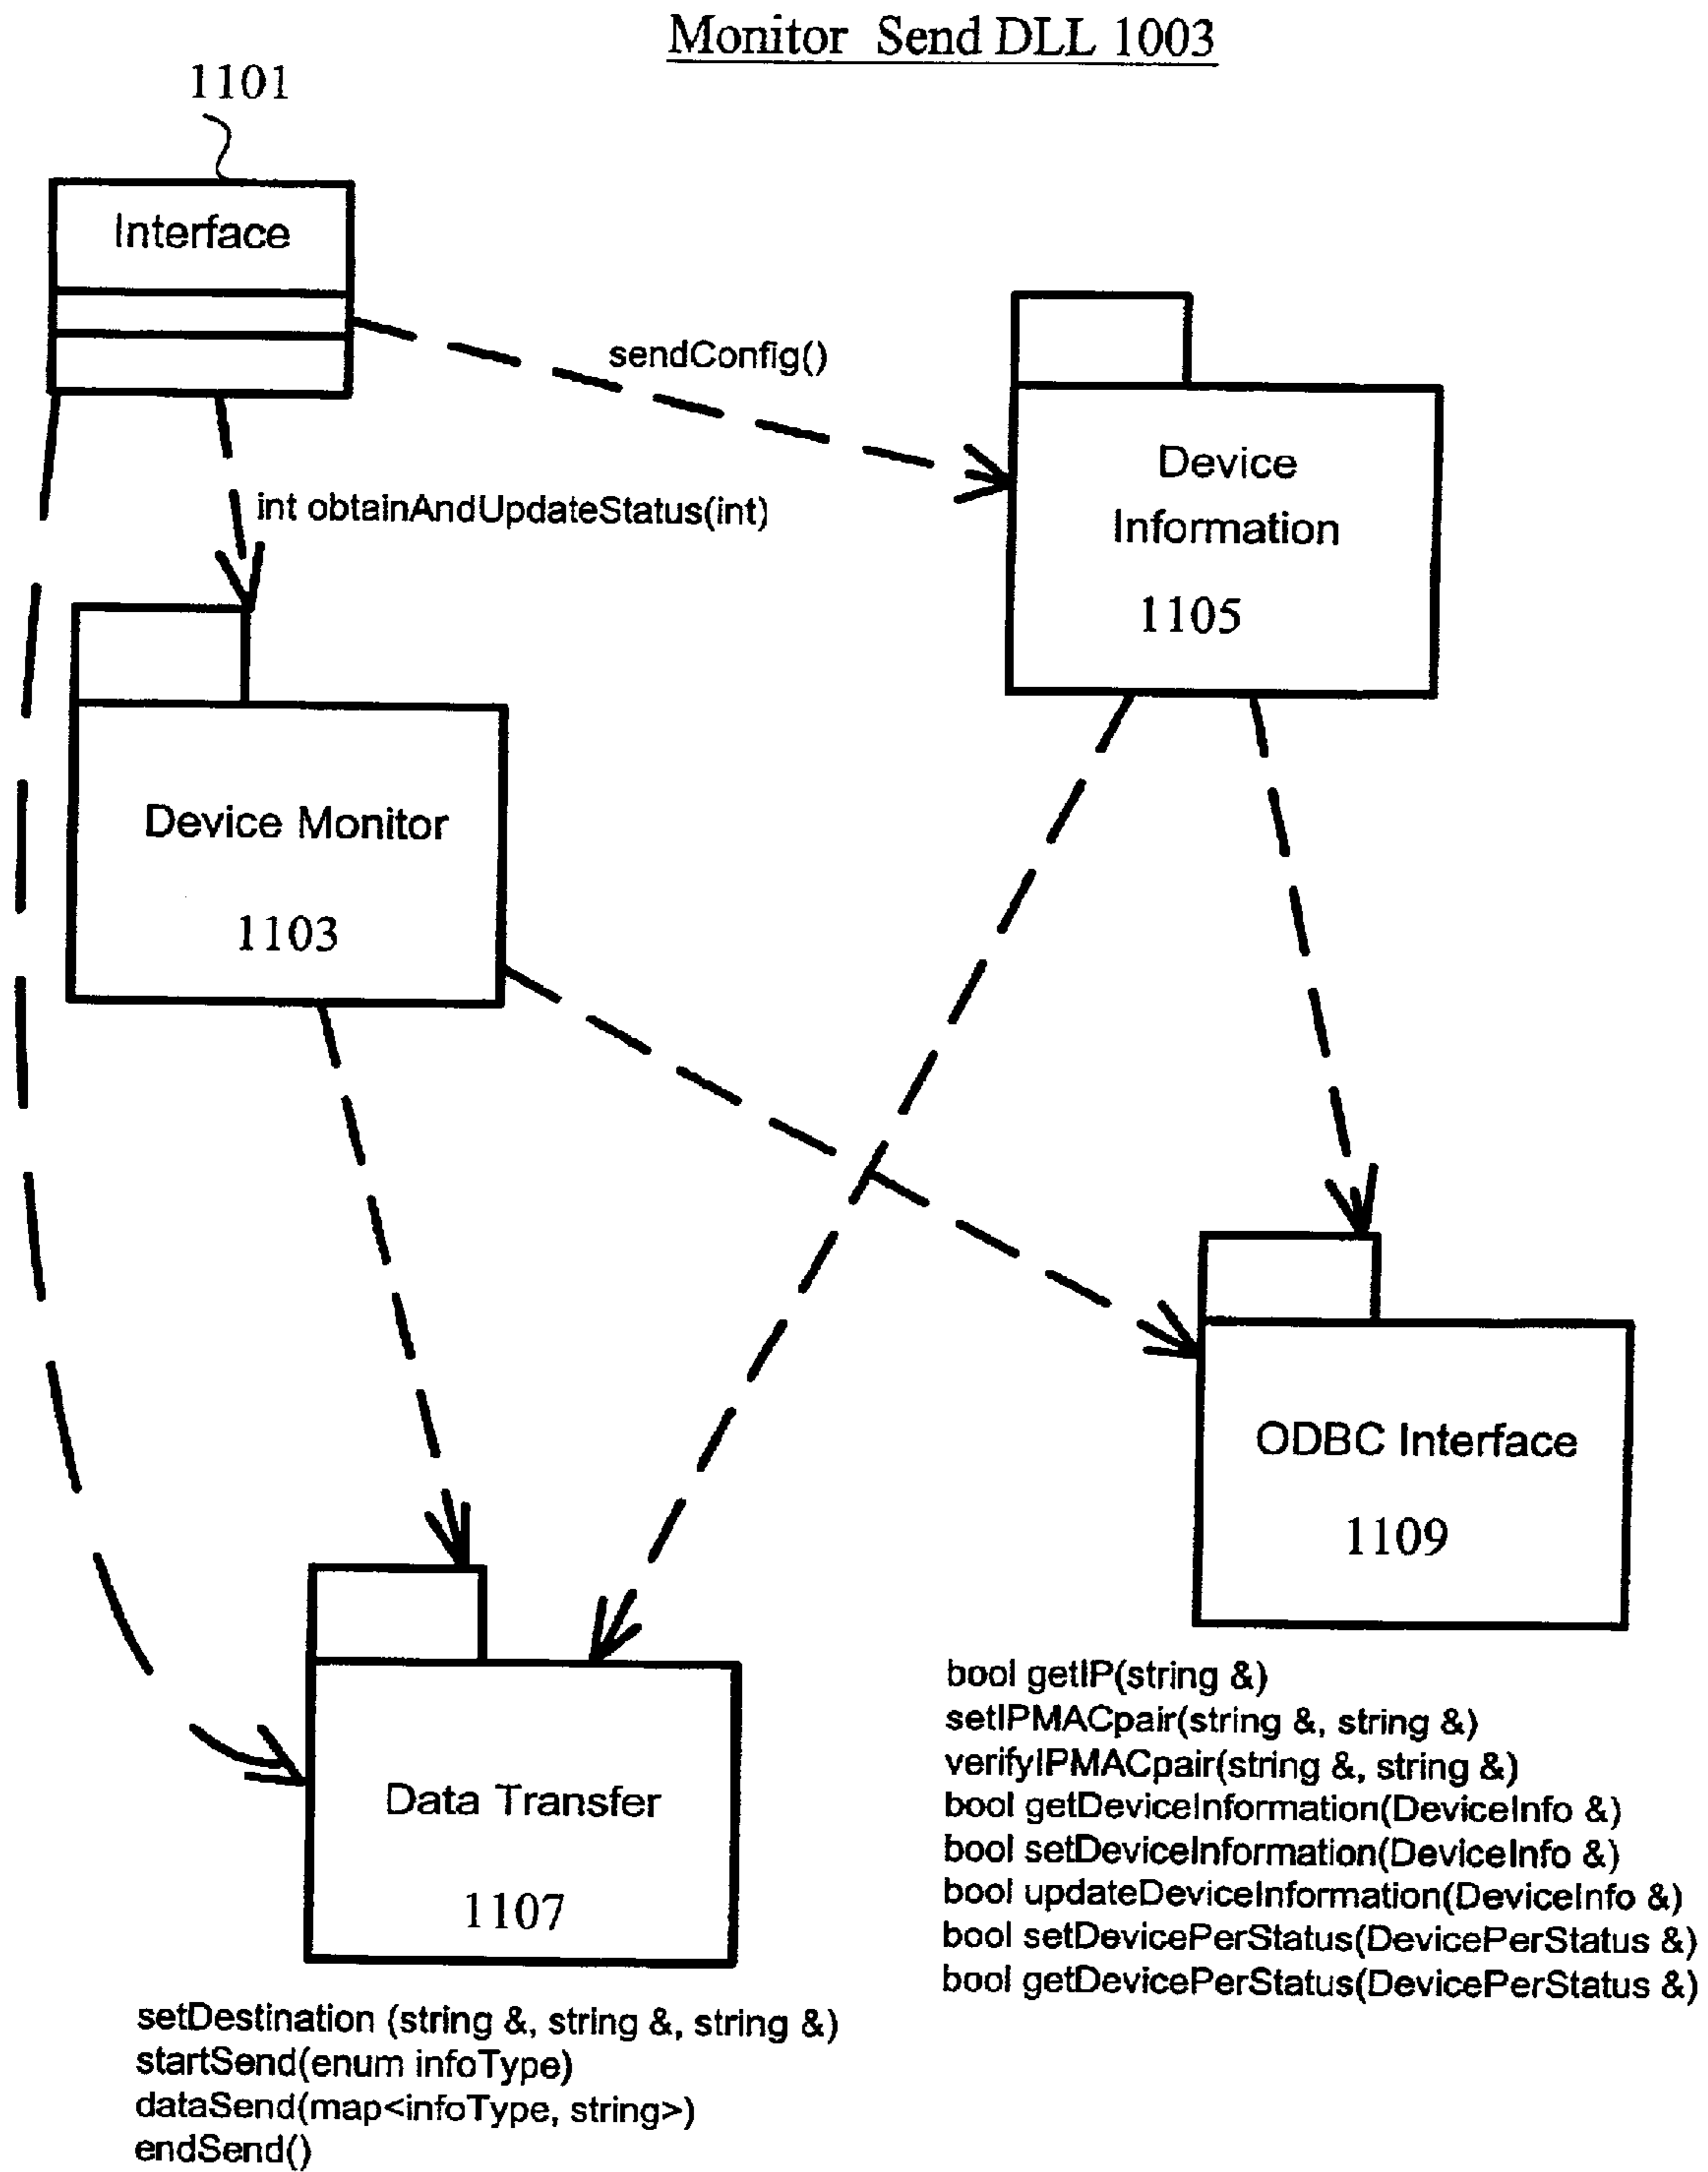 Monitor Send DLL 1003
1101
Interface
sendConfig()
int obtainAndUpdateStatus(int)
Device
Information
1105
Device Monitor
1103
ODBC Interface
1109
Data Transfer
1107
bool getIP(string &)
setIPMACpair(string &, string &)
verifyIPMACpair(string &, string &)
bool getDeviceInformation(DeviceInfo &)
bool setDeviceInformation(DeviceInfo &)
bool updateDeviceInformation(DeviceInfo &)
bool setDevicePerStatus(DevicePerStatus &)
bool getDevicePerStatus(DevicePerStatus &)
setDestination (string &, string &, string &)
startSend(enum infoType)
dataSend(map<infoType, string>)
endSend()